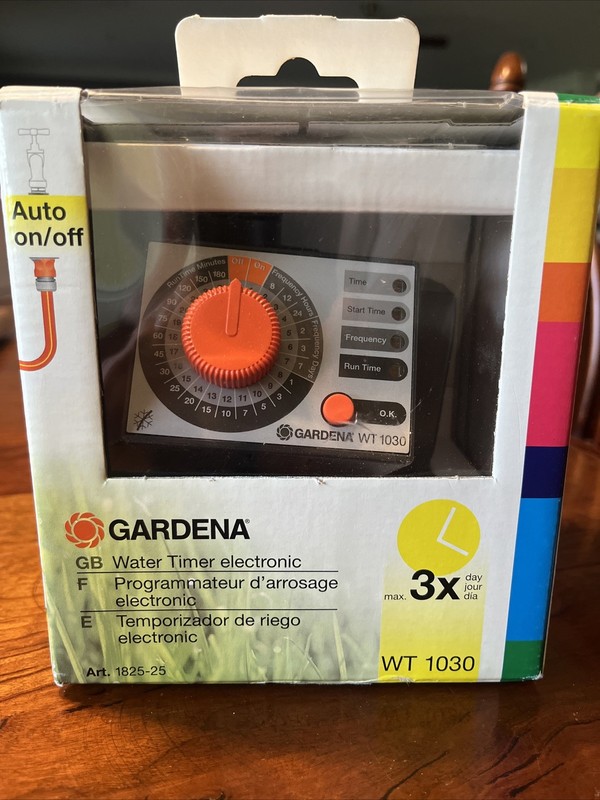 Auto
on/off
Run Time Minutes
Off
On
Frequency Hours
Frequency Days
Time
Start Time
Frequency
Run Time
O.K.
GARDENA WT 1030
GARDENA®
GB Water Timer electronic
F Programmateur d'arrosage
electronic
E Temporizador de riego
electronic
Art. 1825-25
max. 3x day
jour
día
WT 1030